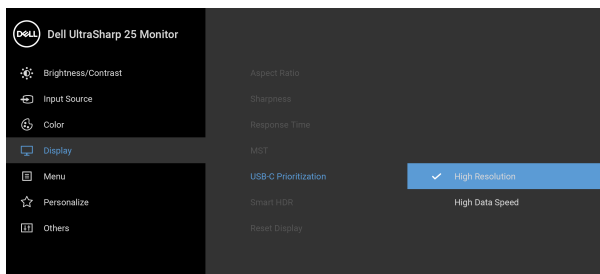 DELL
Dell UltraSharp 25 Monitor
Brightness/Contrast
Input Source
Color
Display
Menu
Personalize
Others
Aspect Ratio
Sharpness
Response Time
MST
USB-C Prioritization
Smart HDR
Reset Display
High Resolution
High Data Speed